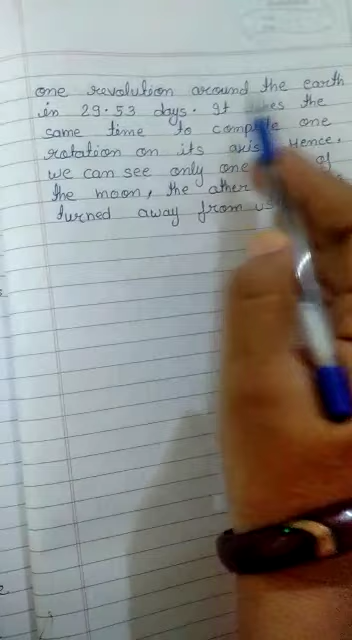 one revolution around the earth
in 29.53 days. It takes the
same time to complete one
rotation on its axis. Hence,
we can see only one of
the moon, the other
turned away from us